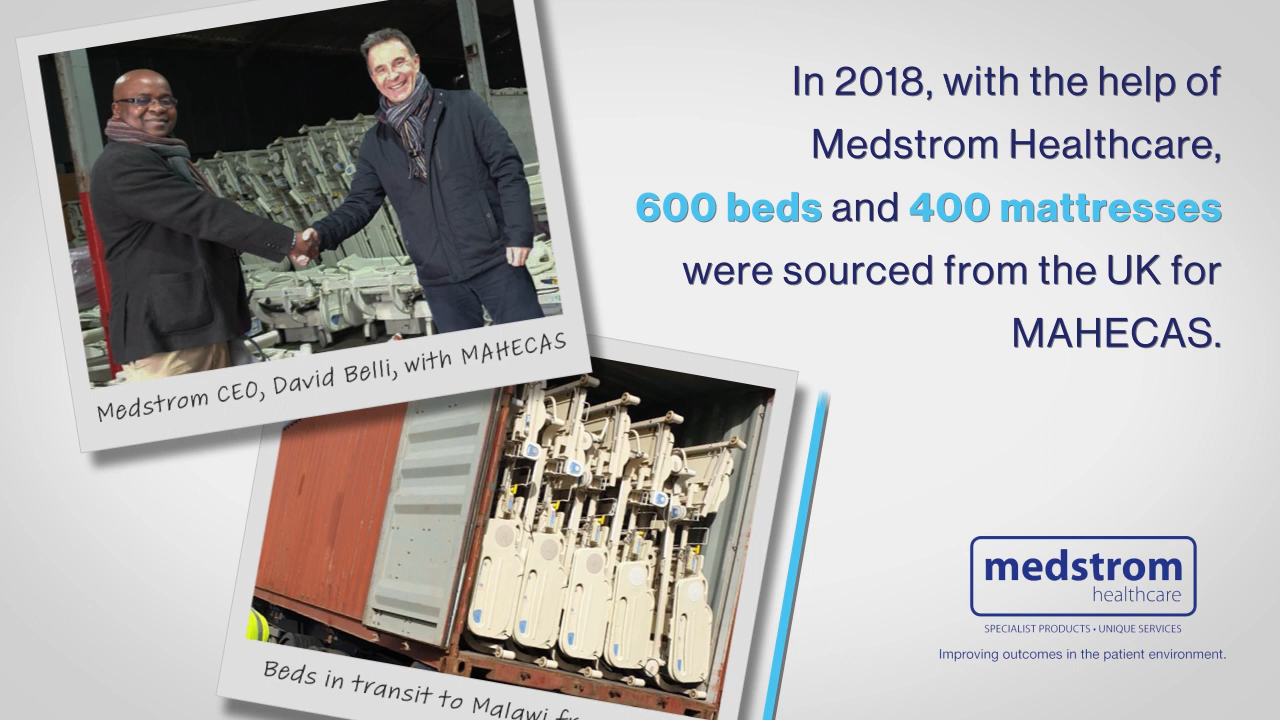 In 2018, with the help of
Medstrom Healthcare,
600 beds and 400 mattresses
were sourced from the UK for
MAHECAS.
Medstrom CEO, David Belli, with MAHECAS
Beds in transit to Malawi
medstrom
healthcare
SPECIALIST PRODUCTS • UNIQUE SERVICES
Improving outcomes in the patient environment.